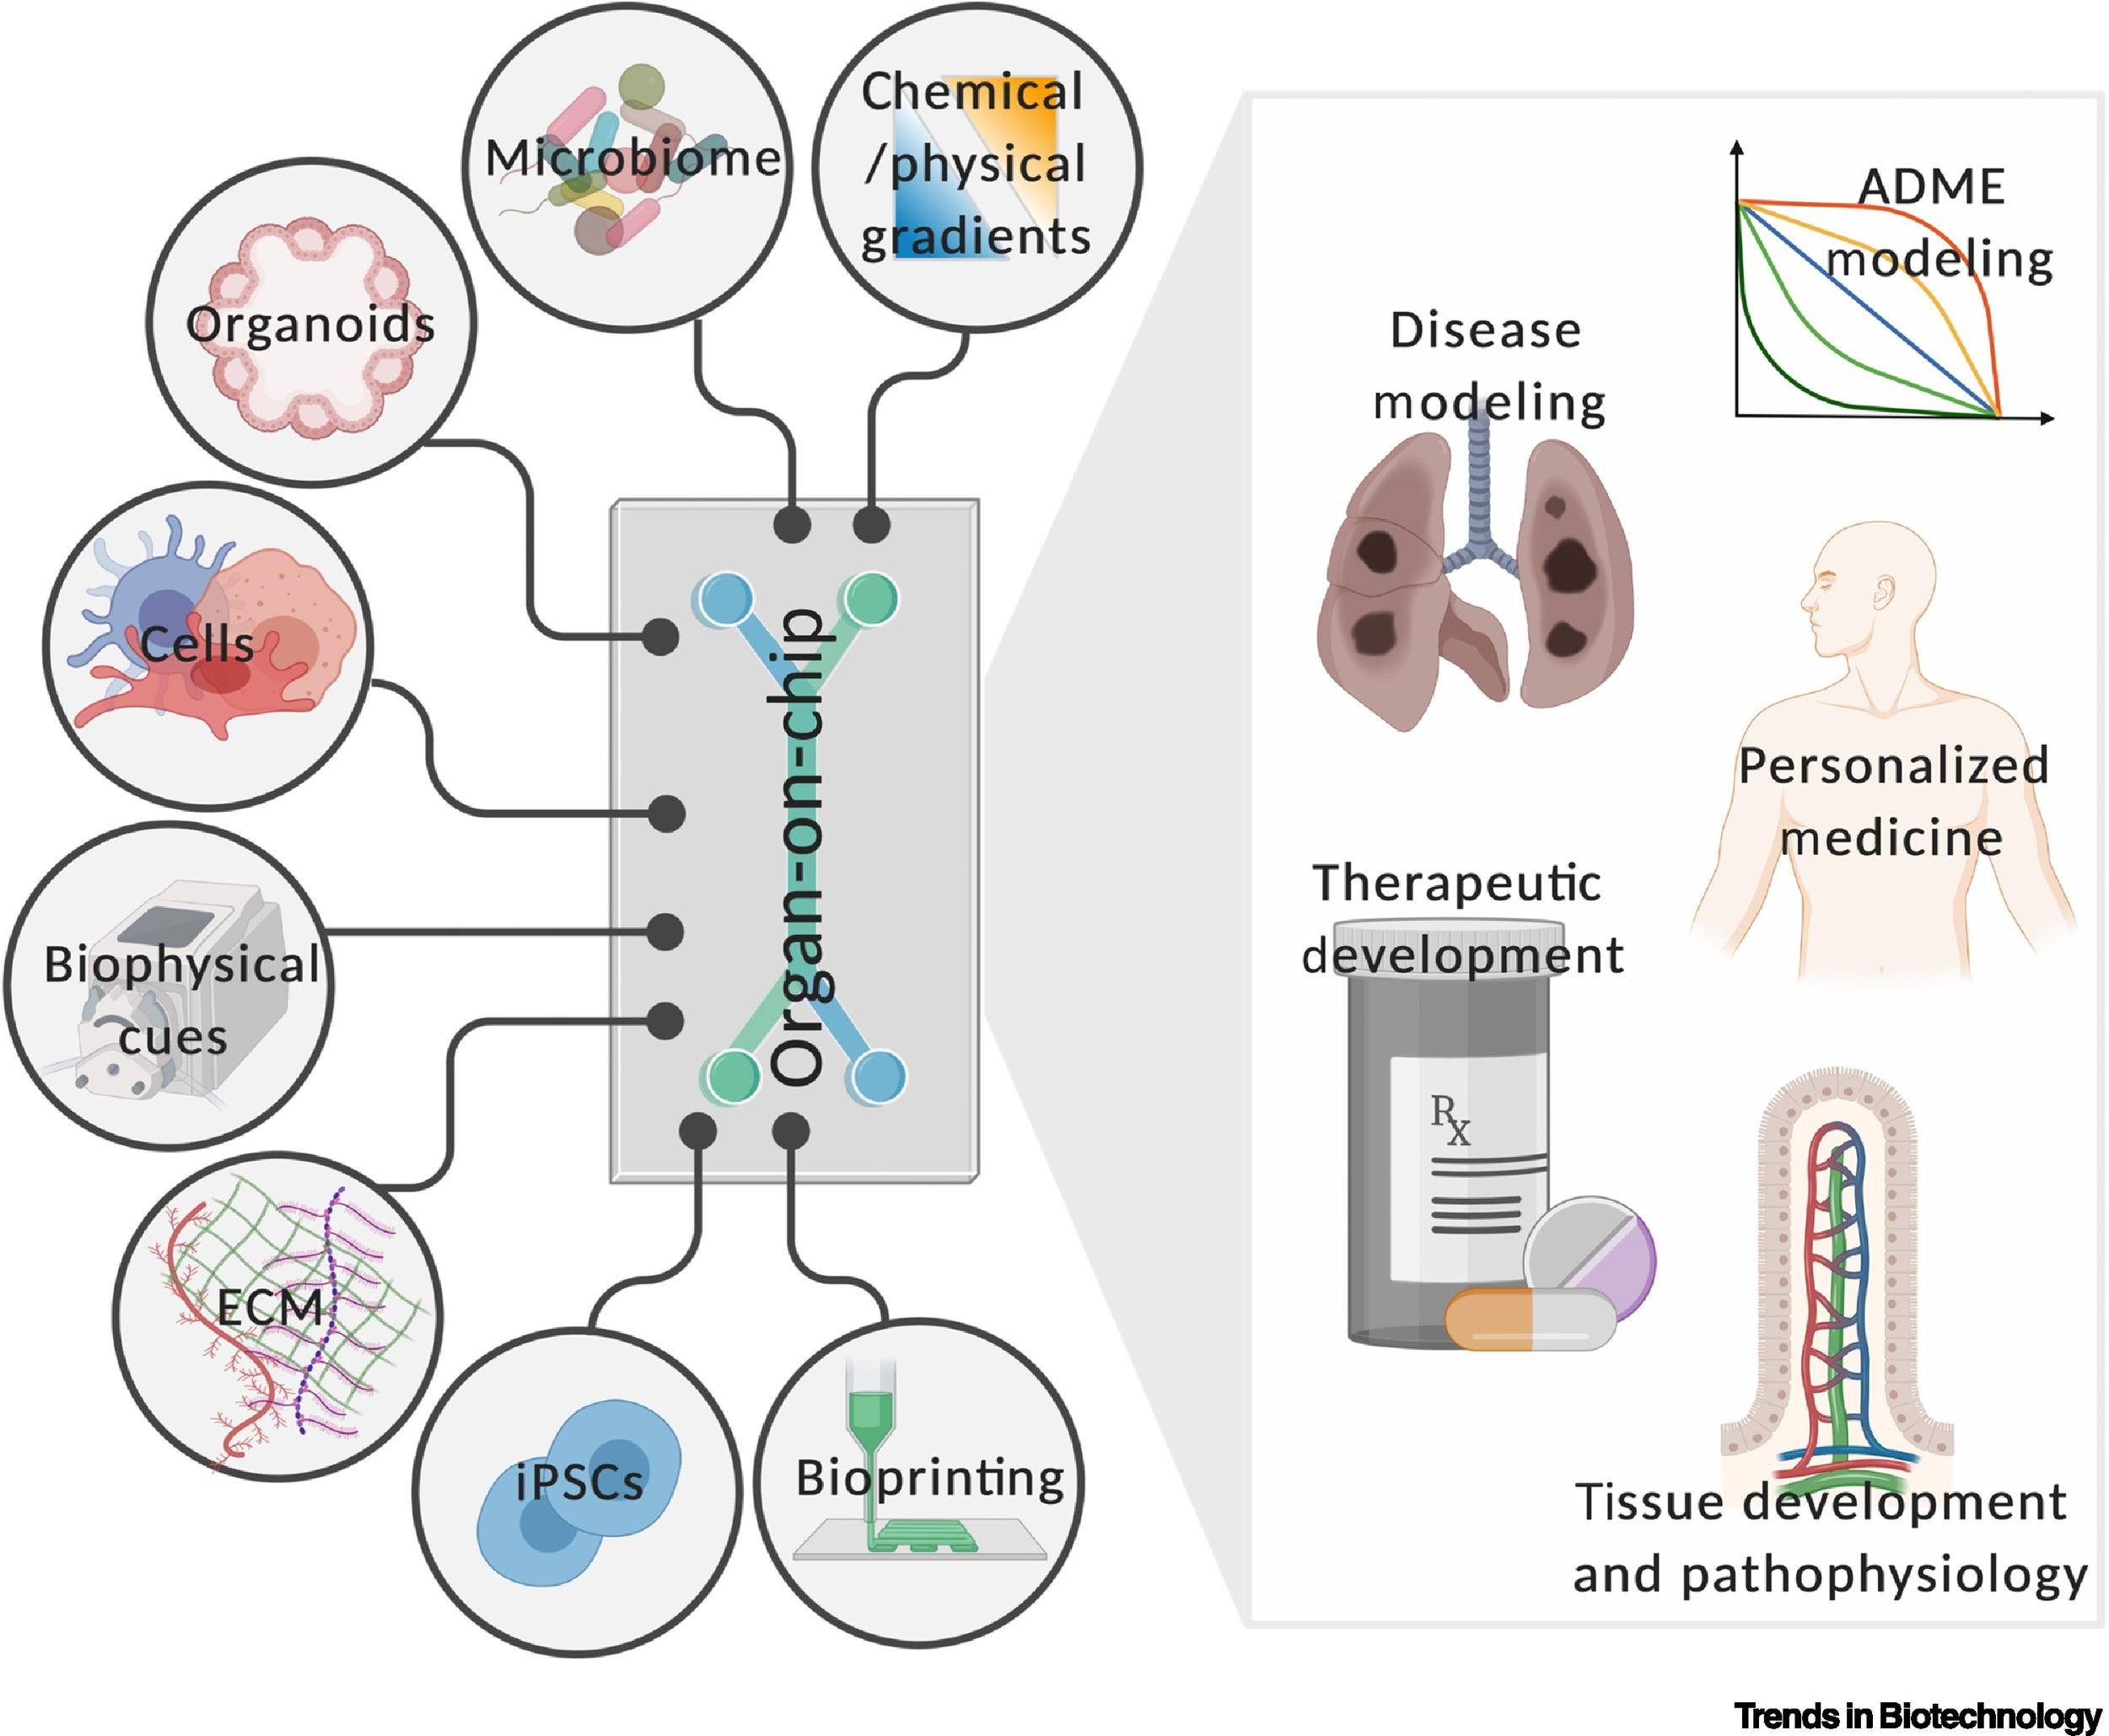 Microbiome
Chemical
/physical
gradients
Organoids
Cells
Biophysical
cues
ECM
iPSCs
Bioprinting
Organ-on-chip
ADME
modeling
Disease
modeling
Personalized
medicine
Therapeutic
development
Rx
Tissue development
and pathophysiology
Trends in Biotechnology